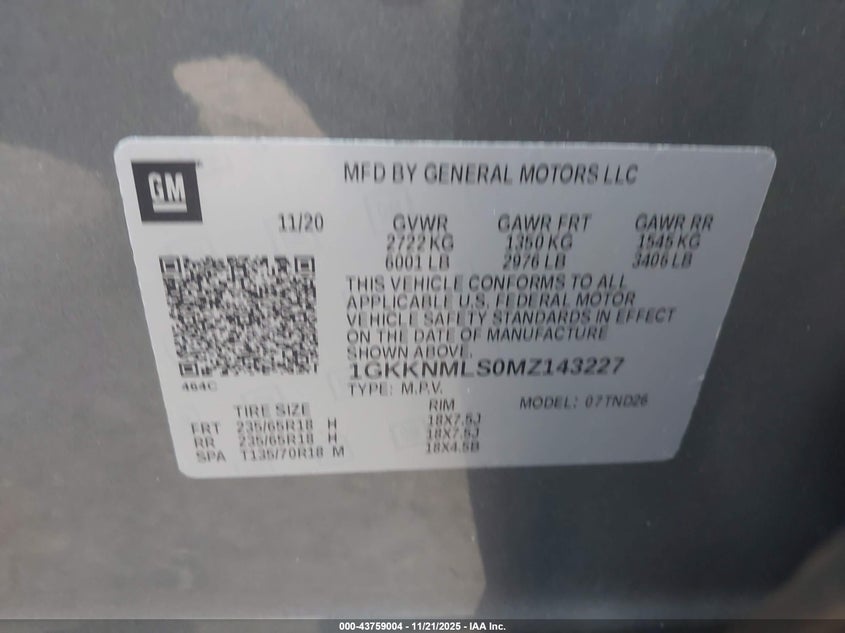 GM
MFD BY GENERAL MOTORS LLC
11/20
GVWR GAWR FRT GAWR RR
2722 KG 1350 KG 1545 KG
6001 LB 2976 LB 3406 LB
THIS VEHICLE CONFORMS TO ALL
APPLICABLE U.S. FEDERAL MOTOR
VEHICLE SAFETY STANDARDS IN EFFECT
ON THE DATE OF MANUFACTURE
SHOWN ABOVE.
1GKKNMLS0MZ143227
464C
TYPE: M.P.V.
MODEL: 07TND26
TIRE SIZE RIM
FRT 235/65R18 H 18X7.5J
RR 235/65R18 H 18X7.5J
SPA T135/70R18 M 18X4.5B
000-43759004 - 11/21/2025 - IAA Inc.